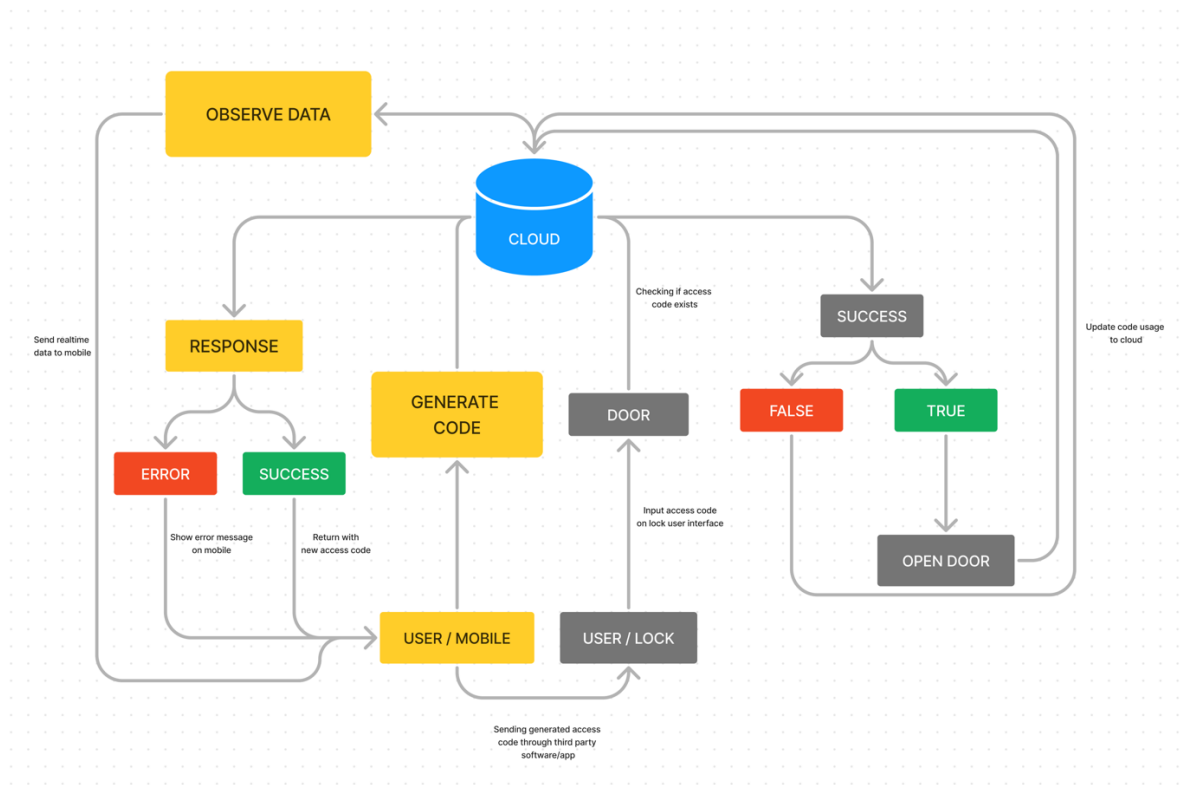 OBSERVE DATA
CLOUD
Checking if access
code exists
SUCCESS
Update code usage
to cloud
Send realtime
data to mobile
RESPONSE
GENERATE
CODE
DOOR
FALSE
TRUE
ERROR
SUCCESS
Input access code
on lock user interface
Show error message
on mobile
Return with
new access code
OPEN DOOR
USER / MOBILE
USER / LOCK
Sending generated access
code through third party
software/app